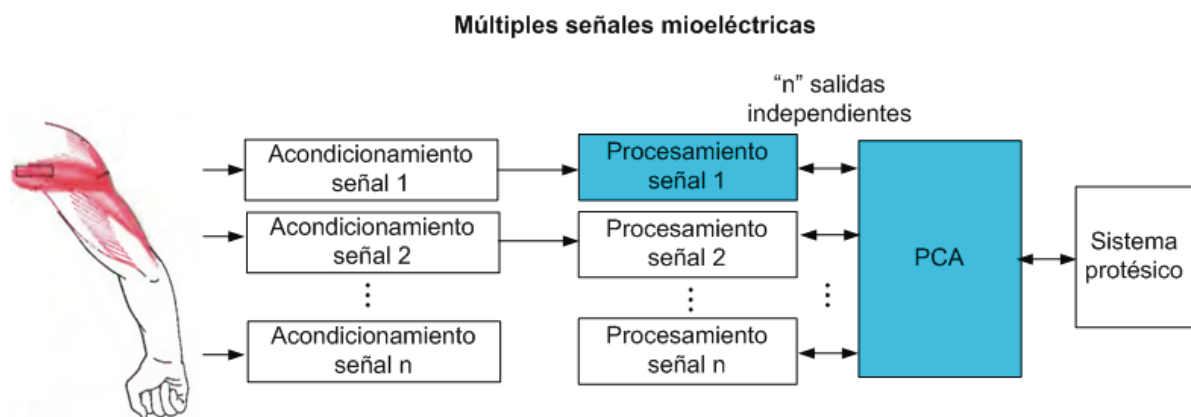 Múltiples señales mioeléctricas
“n” salidas
independientes
Acondicionamiento
señal 1
Procesamiento
señal 1
Acondicionamiento
señal 2
Procesamiento
señal 2
PCA
Sistema
protésico
⋮
⋮
⋮
Acondicionamiento
señal n
Procesamiento
señal n